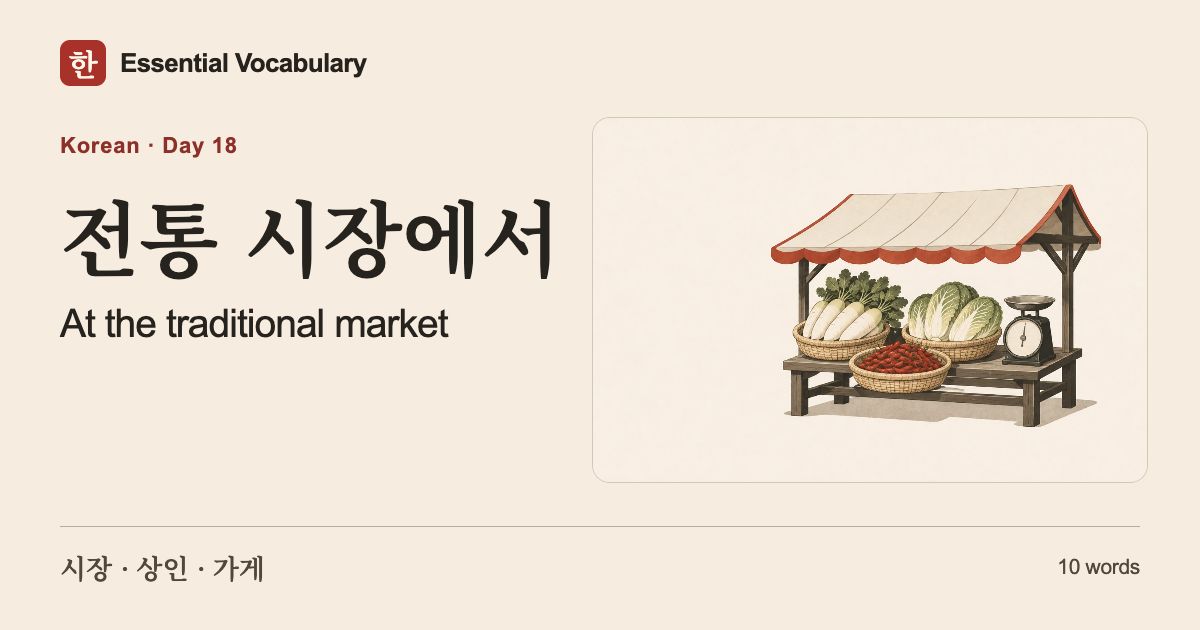 한 Essential Vocabulary
Korean · Day 18
전통 시장에서
At the traditional market
시장 · 상인 · 가게
10 words